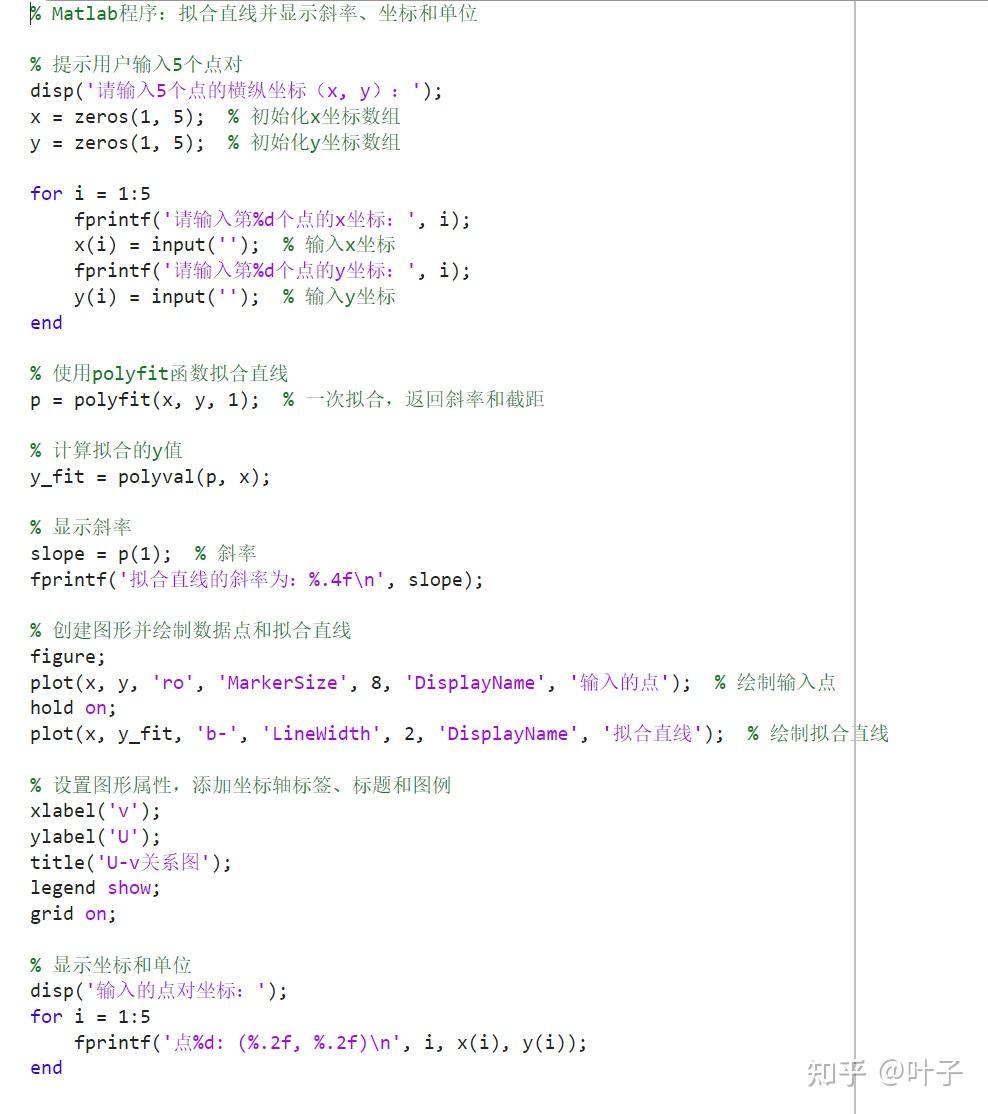 % Matlab程序：拟合直线并显示斜率、坐标和单位
% 提示用户输入5个点对
disp('请输入5个点的横纵坐标（x, y）：');
x = zeros(1, 5);  % 初始化x坐标数组
y = zeros(1, 5);  % 初始化y坐标数组
for i = 1:5
    fprintf('请输入第%d个点的x坐标：', i);
    x(i) = input('');  % 输入x坐标
    fprintf('请输入第%d个点的y坐标：', i);
    y(i) = input('');  % 输入y坐标
end
% 使用polyfit函数拟合直线
p = polyfit(x, y, 1);  % 一次拟合，返回斜率和截距
% 计算拟合的y值
y_fit = polyval(p, x);
% 显示斜率
slope = p(1);  % 斜率
fprintf('拟合直线的斜率为：%.4f\n', slope);
% 创建图形并绘制数据点和拟合直线
figure;
plot(x, y, 'ro', 'MarkerSize', 8, 'DisplayName', '输入的点');  % 绘制输入点
hold on;
plot(x, y_fit, 'b-', 'LineWidth', 2, 'DisplayName', '拟合直线');  % 绘制拟合直线
% 设置图形属性，添加坐标轴标签、标题和图例
xlabel('v');
ylabel('U');
title('U-v关系图');
legend show;
grid on;
% 显示坐标和单位
disp('输入的点对坐标：');
for i = 1:5
    fprintf('点%d: (%.2f, %.2f)\n', i, x(i), y(i));
end
知乎 @叶子